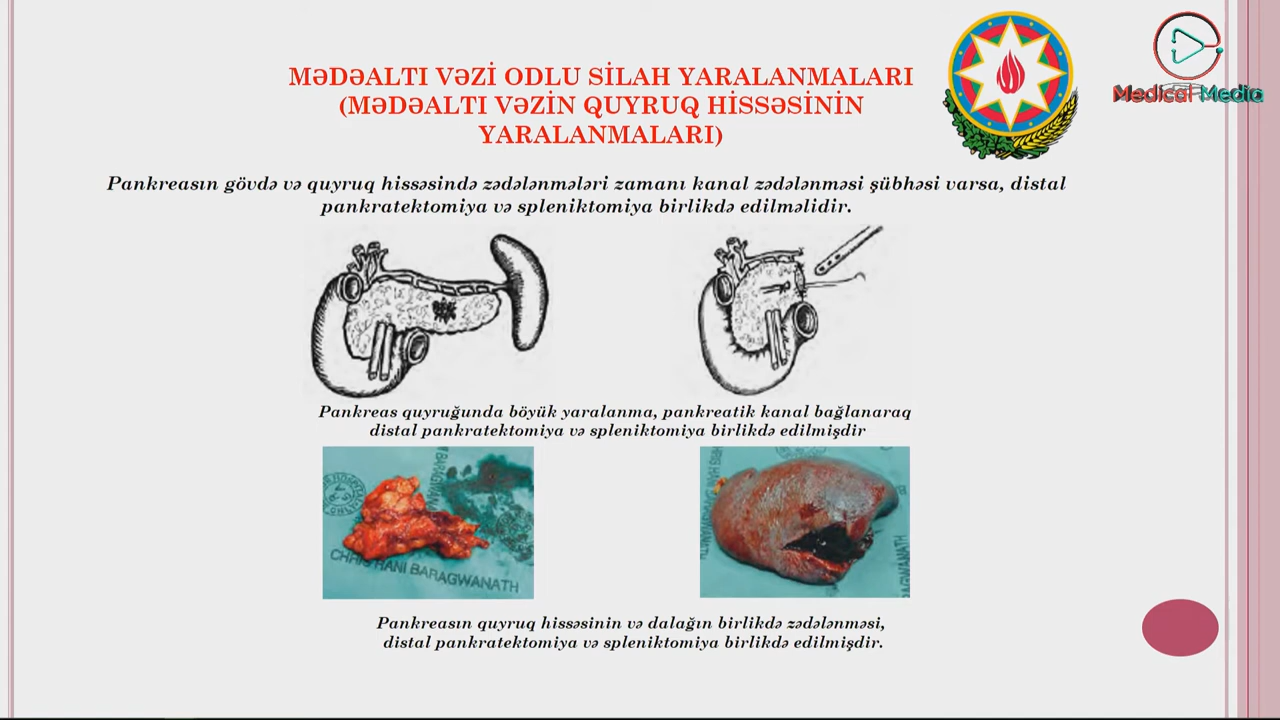 MƏDƏALTI VƏZİ ODLU SİLAH YARALANMALARI
(MƏDƏALTI VƏZİN QUYRUQ HİSSƏSİNİN
YARALANMALARI)
Medical Media
Pankreasın gövdə və quyruq hissəsində zədələnmələri zamanı kanal zədələnməsi şübhəsi varsa, distal
pankratektomiya və spleniktomiya birlikdə edilməlidir.
Pankreas quyruğunda böyük yaralanma, pankreatik kanal bağlanaraq
distal pankratektomiya və spleniktomiya birlikdə edilmişdir
CHRIS HANI BARAGWANATH
Pankreasın quyruq hissəsinin və dalağın birlikdə zədələnməsi,
distal pankratektomiya və spleniktomiya birlikdə edilmişdir.